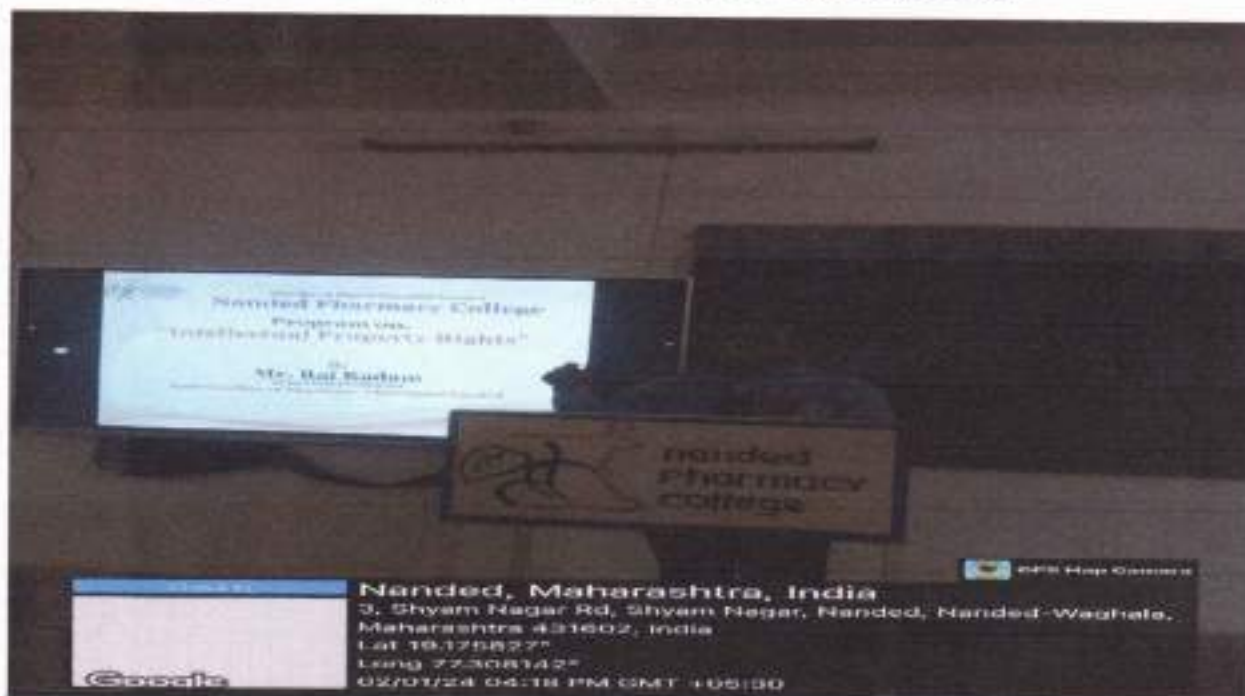 Nanded Pharmacy College
Program on,
"Intellectual Property Rights"
By
Mr. Raj Kadam
nanded
pharmacy
college
GPS Map Camera
Nanded, Maharashtra, India
3, Shyam Nagar Rd, Shyam Nagar, Nanded, Nanded-Waghala,
Maharashtra 431602, India
Lat 19.175827°
Long 77.308142°
02/01/24 04:18 PM GMT +05:30
Google